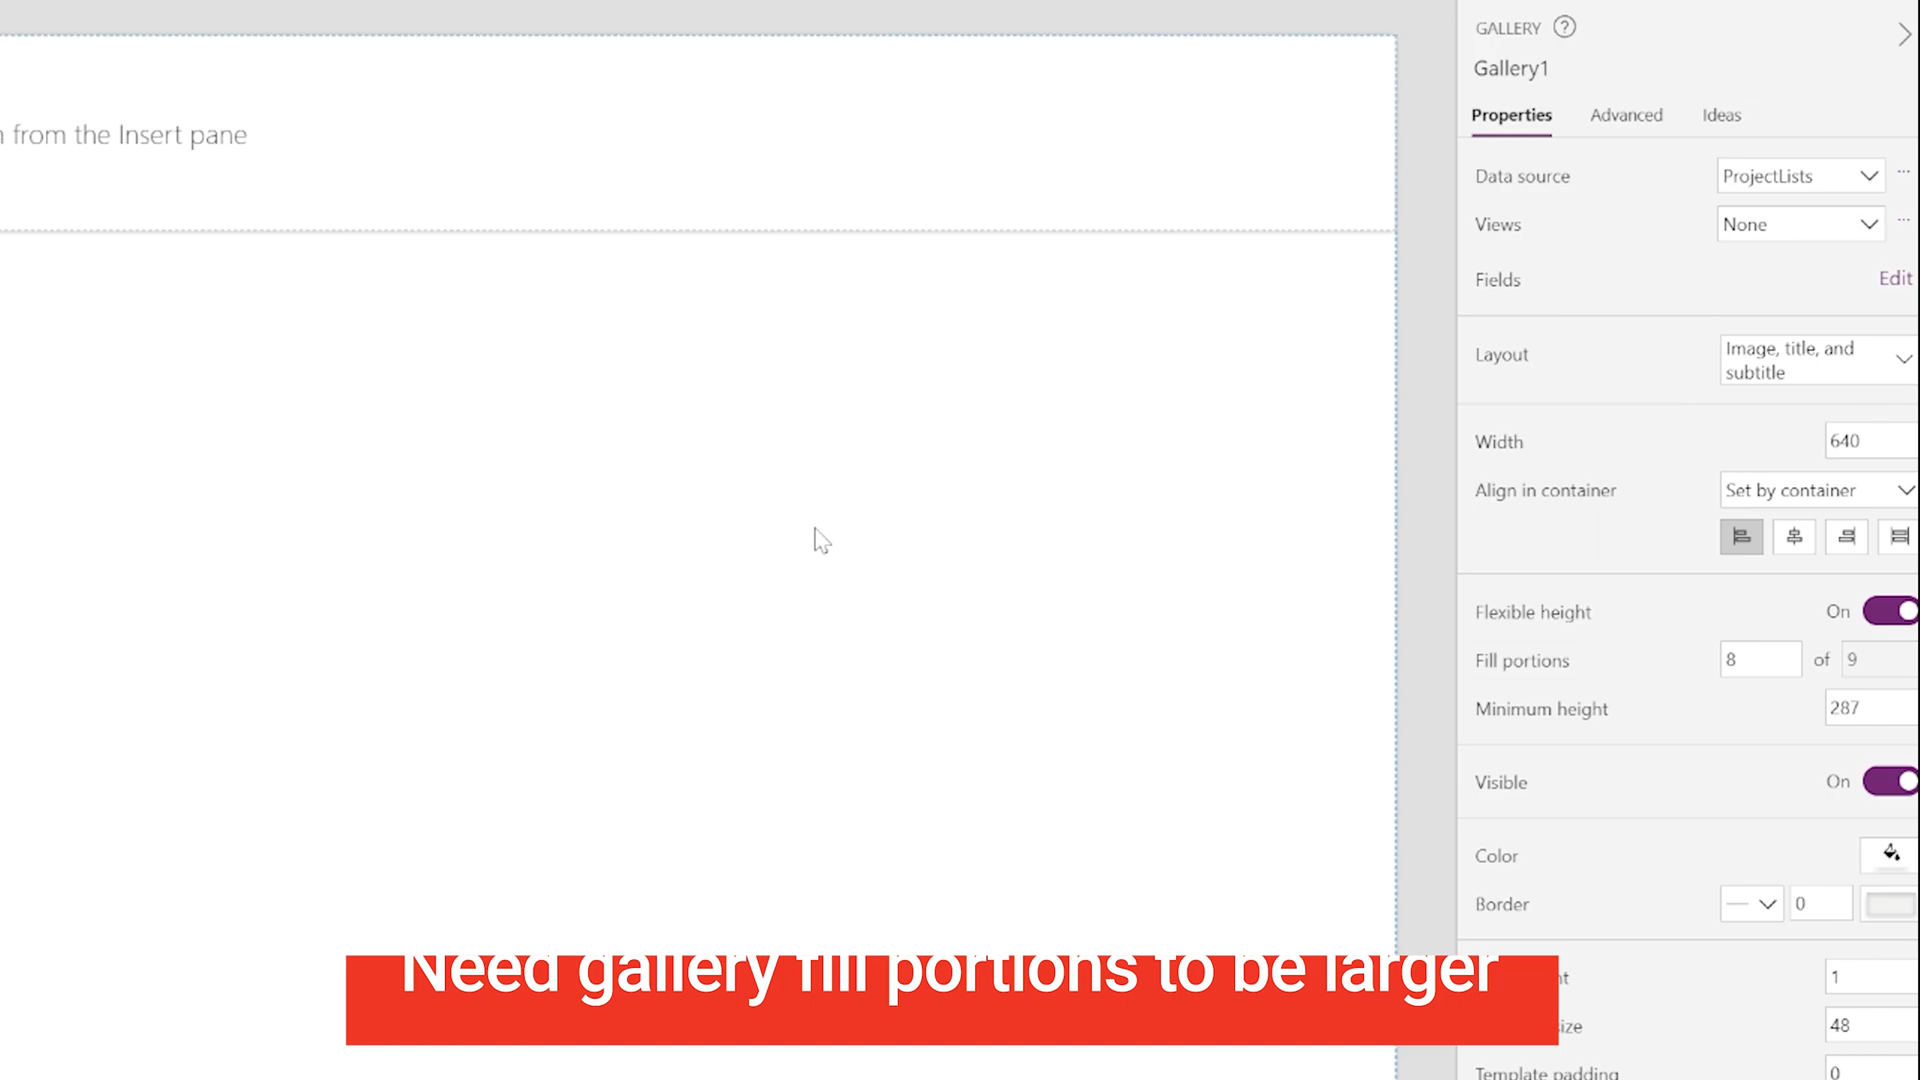 GALLERY ?
Gallery1
Properties Advanced Ideas
from the Insert pane
Data source ProjectLists ...
Views None ...
Fields Edit
Layout Image, title, and
subtitle
Width 640
Align in container Set by container
Flexible height On
Fill portions 8 of 9
Minimum height 287
Visible On
Color
Border 0
Need gallery fill portions to be larger
1
48
Template padding 0